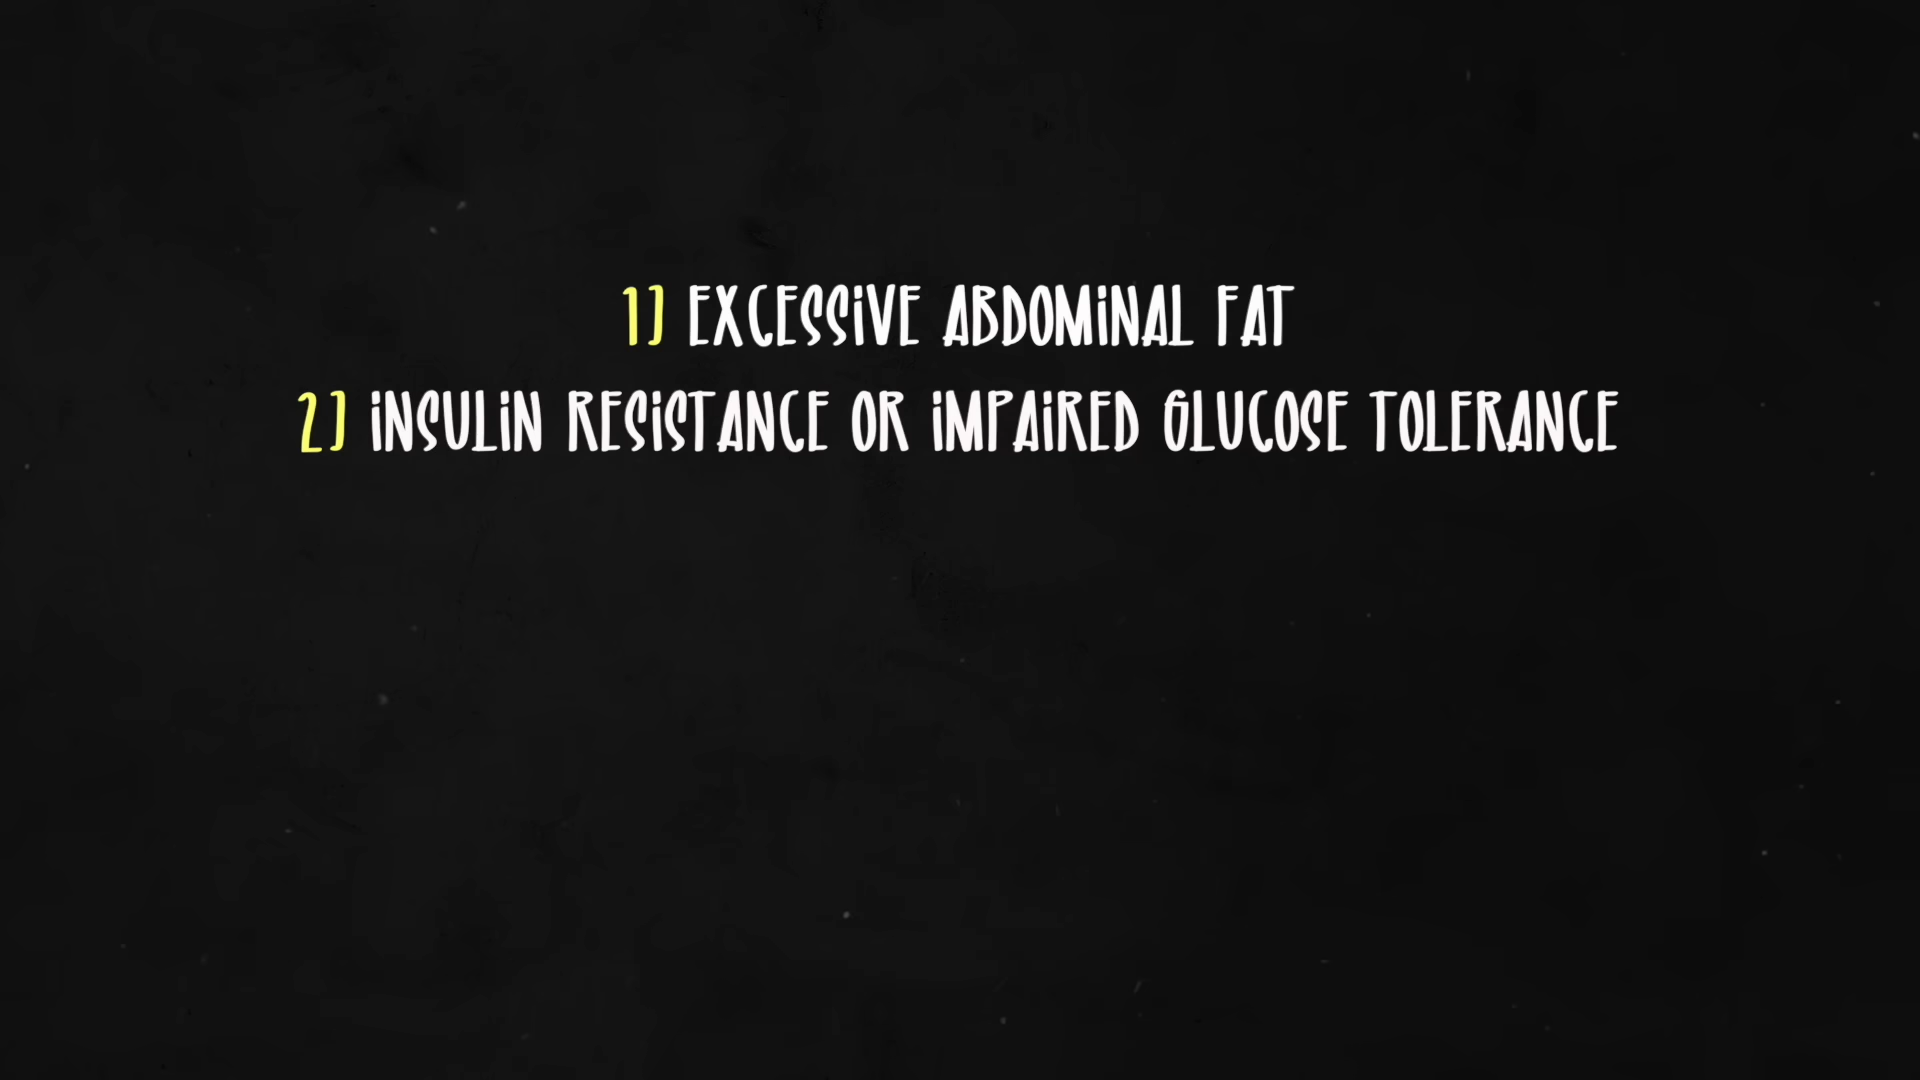 1) EXCESSIVE ABDOMINAL FAT
2) INSULIN RESISTANCE OR IMPAIRED GLUCOSE TOLERANCE